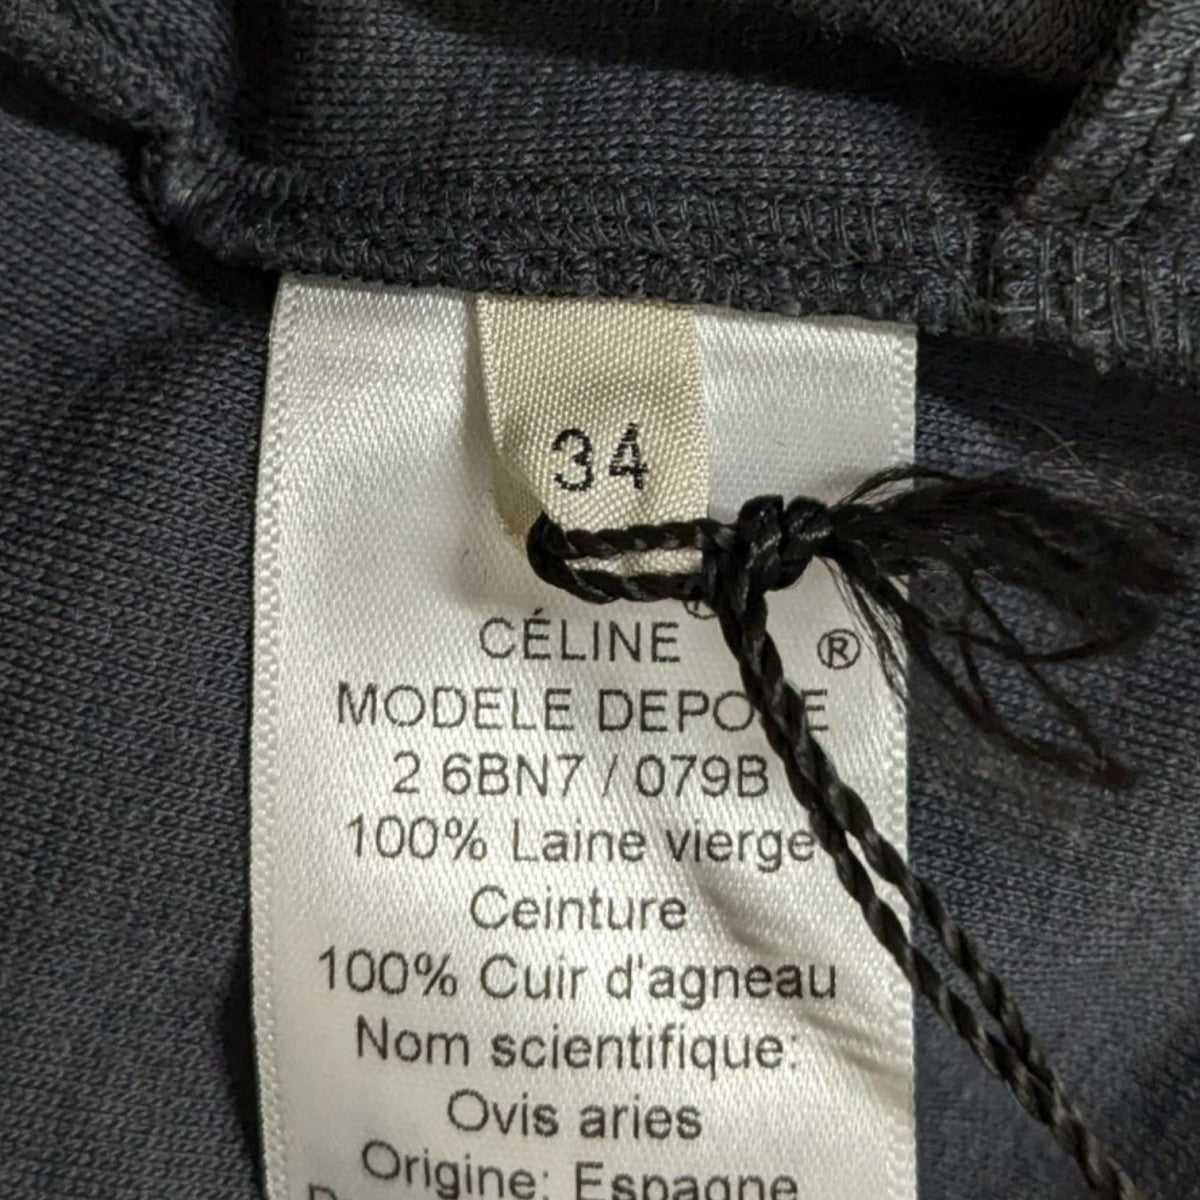 34
CÉLINE ®
MODELE DEPOSE ®
2 6BN7 / 079B
100% Laine vierge
Ceinture
100% Cuir d'agneau
Nom scientifique:
Ovis aries
Origine: Espagne